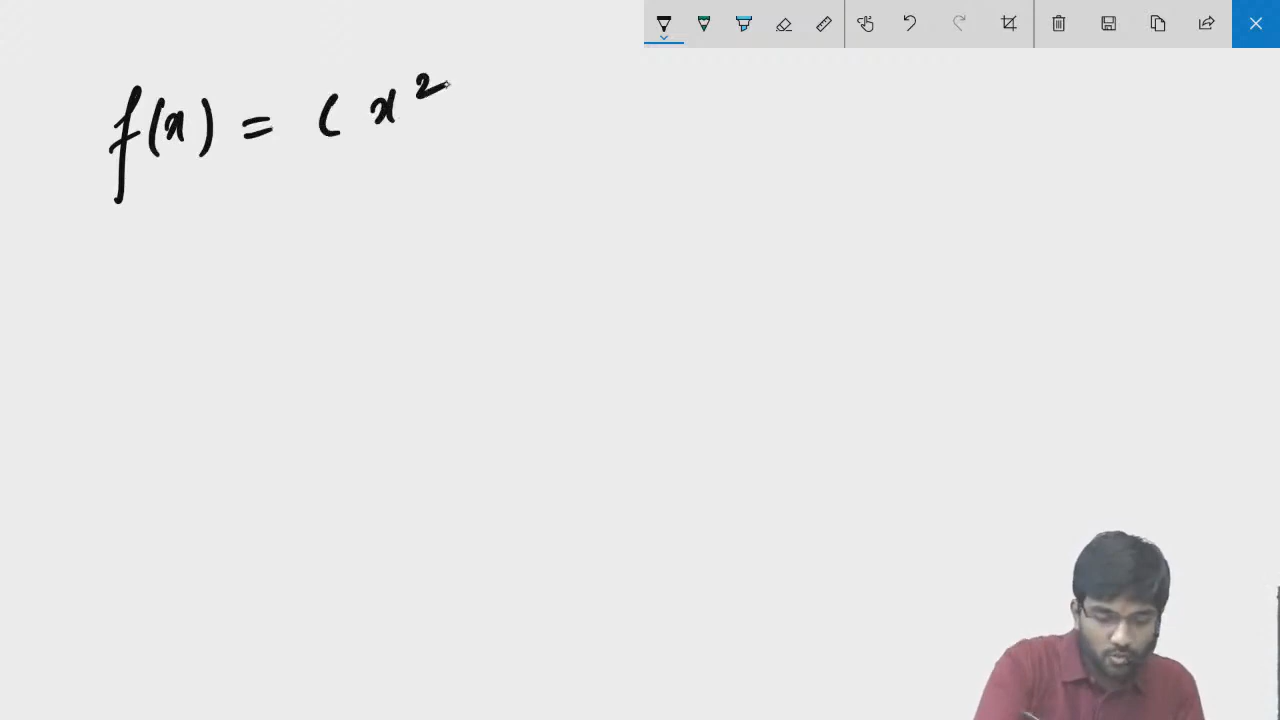 f(x) = ( x²